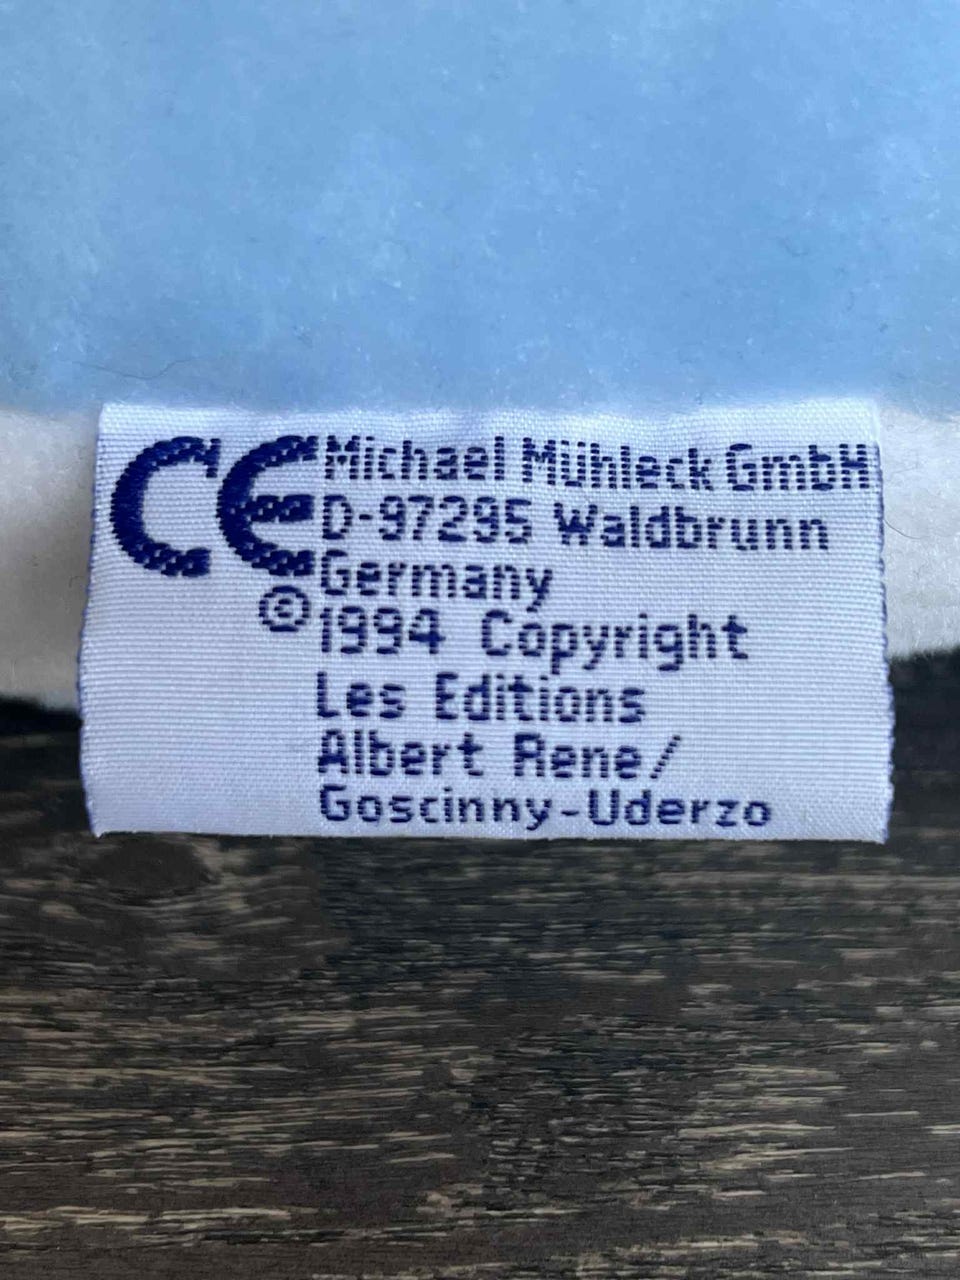 CE Michael Mühleck GmbH
D-97295 Waldbrunn
Germany
© 1994 Copyright
Les Editions
Albert Rene/
Goscinny-Uderzo